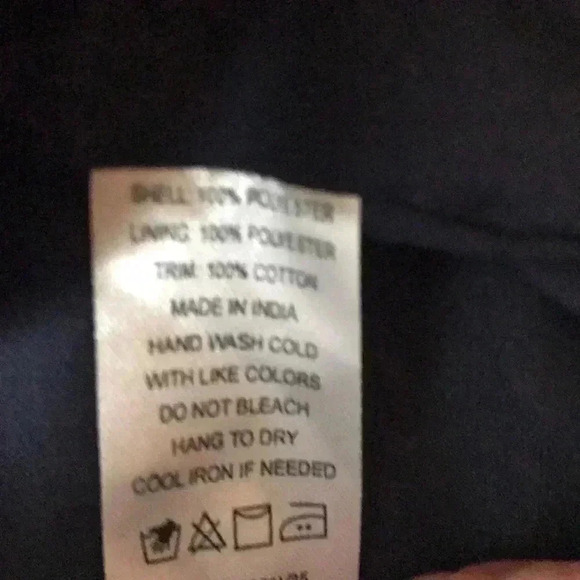 SHELL: 100% POLYESTER
LINING: 100% POLYESTER
TRIM: 100% COTTON
MADE IN INDIA
HAND WASH COLD
WITH LIKE COLORS
DO NOT BLEACH
HANG TO DRY
COOL IRON IF NEEDED